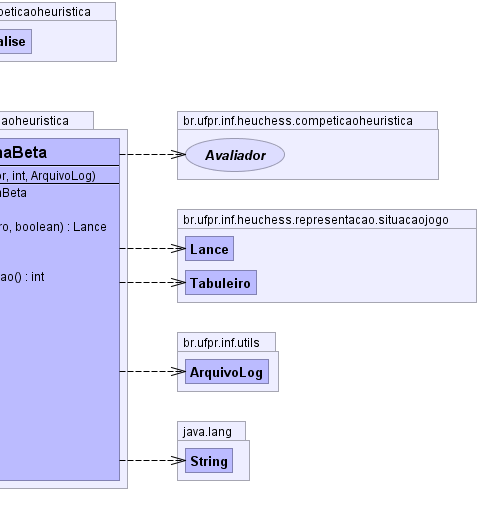 peticaoheuristica
alise
aoheuristica
naBeta
or, int, ArquivoLog)
naBeta
ro, boolean) : Lance
ao() : int
br.ufpr.inf.heuchess.competicaoheuristica
Avaliador
br.ufpr.inf.heuchess.representacao.situacaojogo
Lance
Tabuleiro
br.ufpr.inf.utils
ArquivoLog
java.lang
String